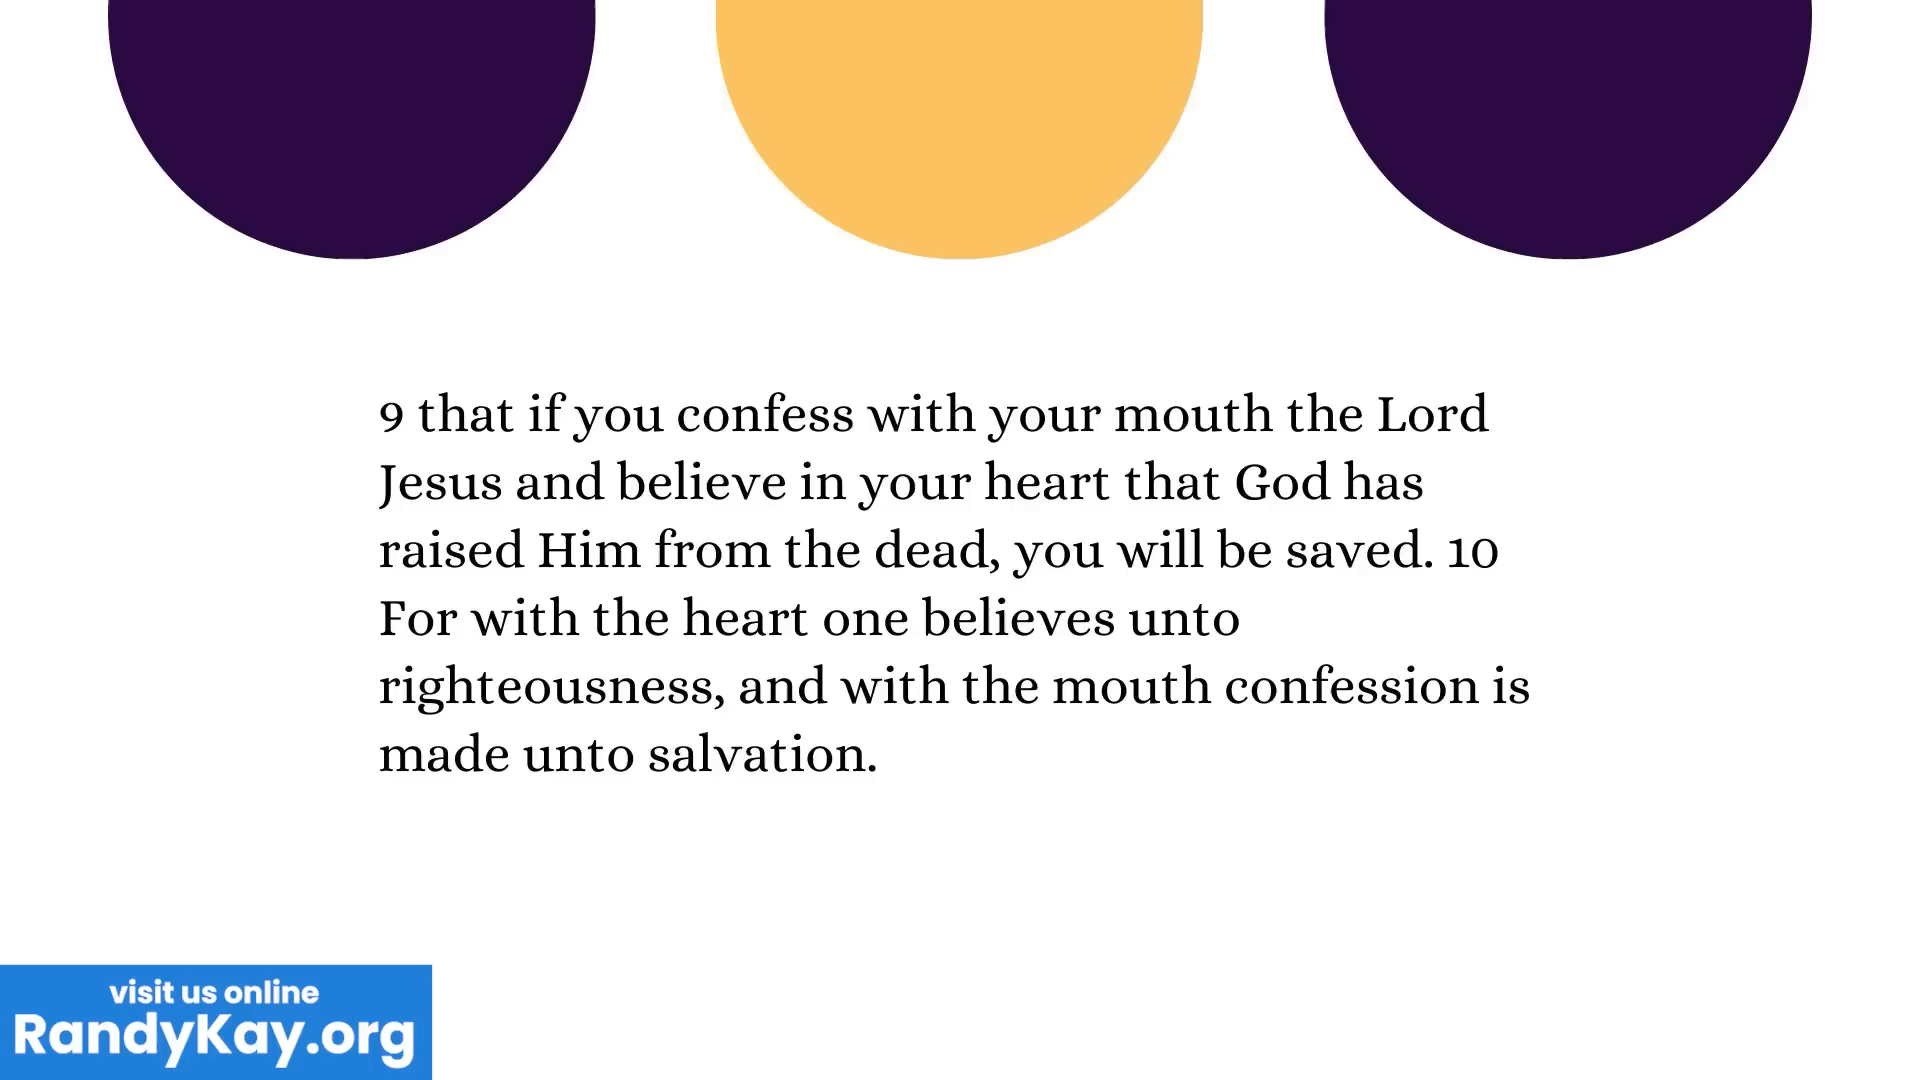 9 that if you confess with your mouth the Lord
Jesus and believe in your heart that God has
raised Him from the dead, you will be saved. 10
For with the heart one believes unto
righteousness, and with the mouth confession is
made unto salvation.
visit us online
RandyKay.org